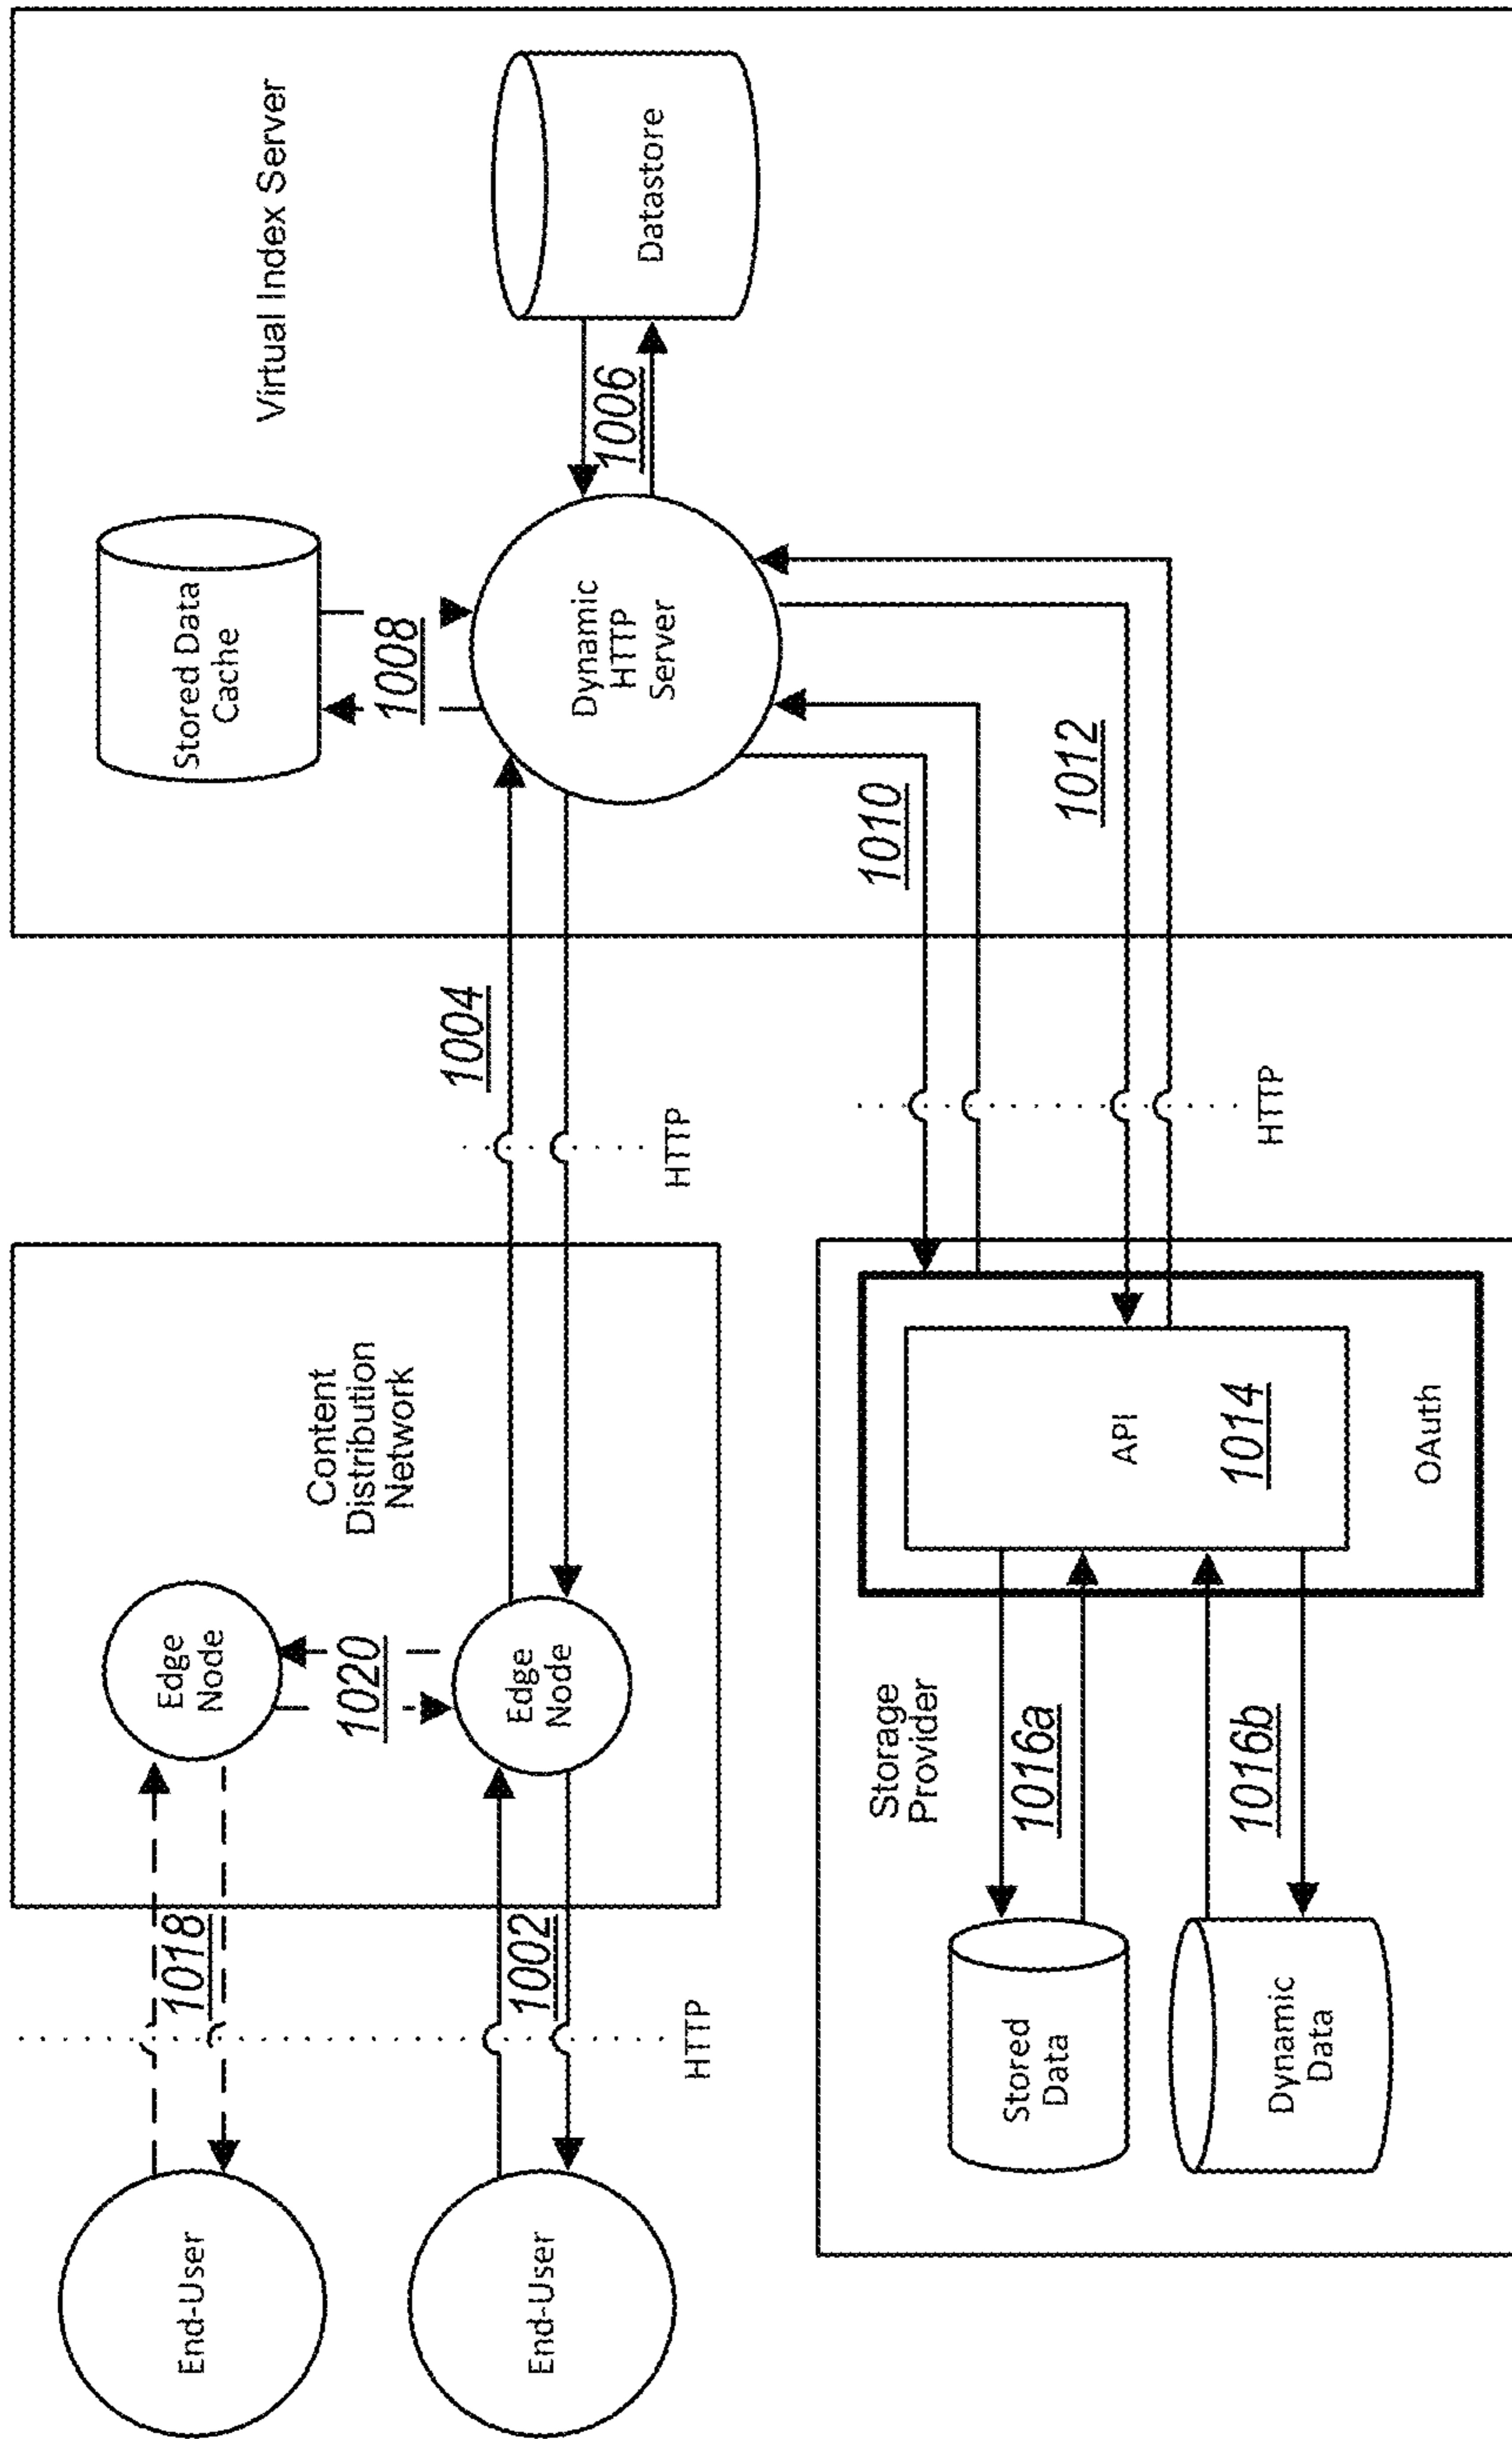 End-User
End-User
1018
1002
HTTP
Edge
Node
1020
Edge
Node
Content
Distribution
Network
1004
HTTP
Virtual Index Server
Stored Data
Cache
1008
Dynamic
HTTP
Server
1006
Datastore
1010
1012
HTTP
Storage
Provider
Stored
Data
Dynamic
Data
1016a
1016b
API
1014
OAuth